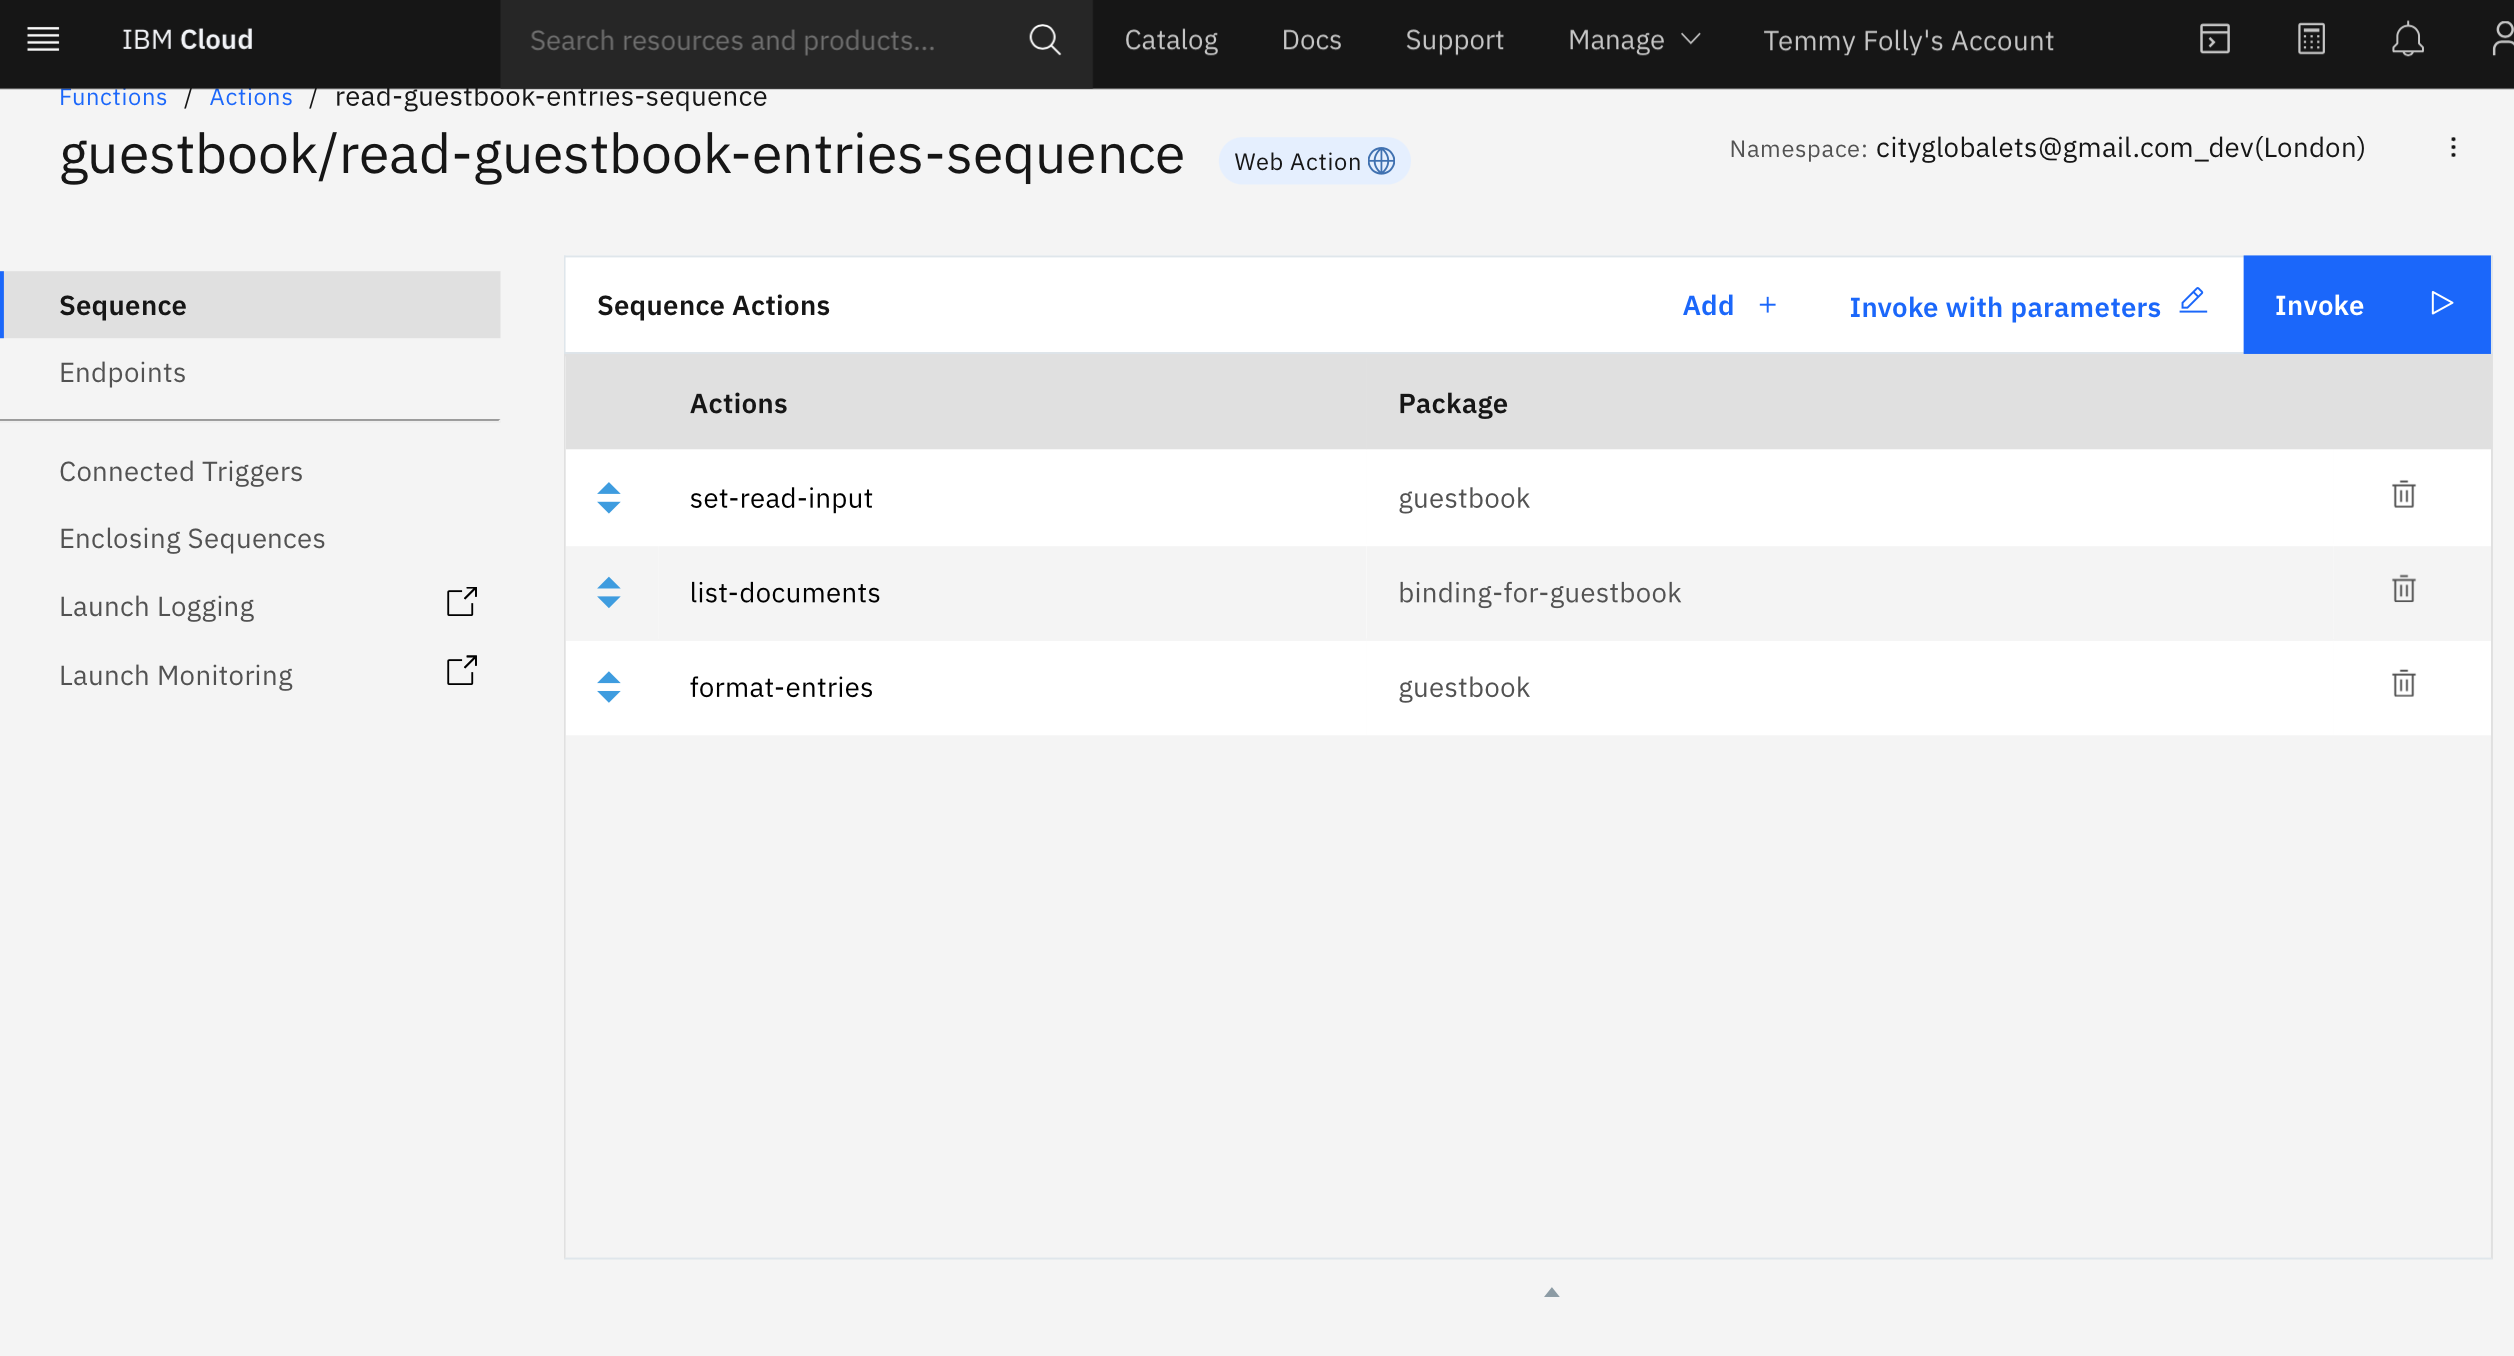 IBM Cloud
Search resources and products...
Catalog
Docs
Support
Manage
Temmy Folly's Account
Functions / Actions / read-guestbook-entries-sequence
guestbook/read-guestbook-entries-sequence
Web Action
Namespace: cityglobalets@gmail.com_dev(London)
Sequence
Endpoints
Connected Triggers
Enclosing Sequences
Launch Logging
Launch Monitoring
Sequence Actions
Add +
Invoke with parameters
Invoke
Actions Package
set-read-input guestbook
list-documents binding-for-guestbook
format-entries guestbook